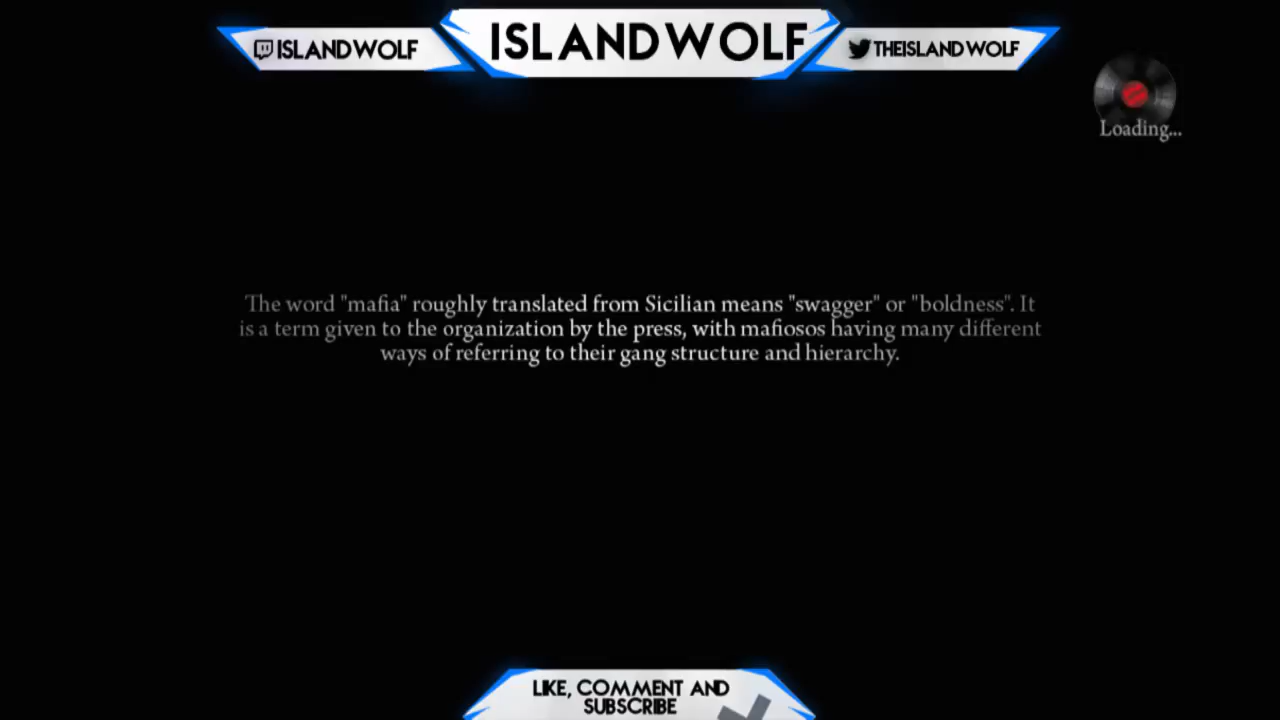 ISLANDWOLF
ISLANDWOLF
THEISLANDWOLF
Loading...
The word "mafia" roughly translated from Sicilian means "swagger" or "boldness". It
is a term given to the organization by the press, with mafiosos having many different
ways of referring to their gang structure and hierarchy.
LIKE, COMMENT AND
SUBSCRIBE